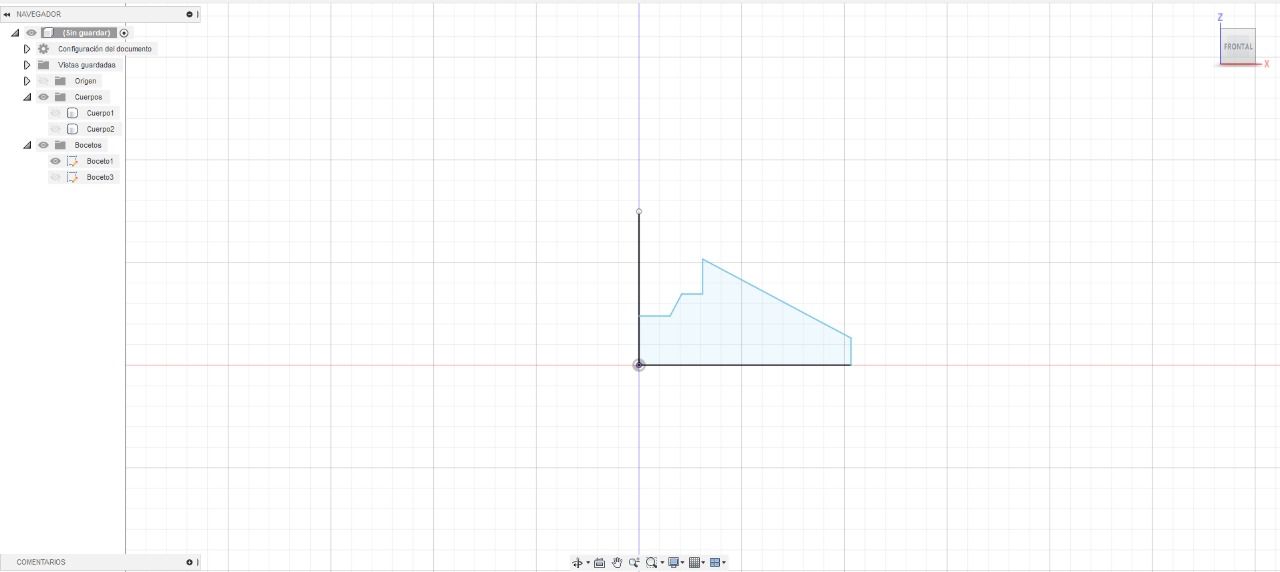 NAVEGADOR
(Sin guardar)
Configuración del documento
Vistas guardadas
Origen
Cuerpos
Cuerpo1
Cuerpo2
Bocetos
Boceto1
Boceto3
Z
FRONTAL
X
COMENTARIOS